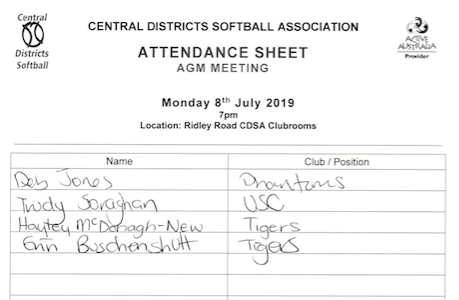 Central
Districts
Softball
CENTRAL DISTRICTS SOFTBALL ASSOCIATION
ATTENDANCE SHEET
AGM MEETING
ACTIVE
AUSTRALIA
Provider
Monday 8th July 2019
7pm
Location: Ridley Road CDSA Clubrooms
Name Club / Position
Deb Jones Phantoms
Trudy Soraghan USC
Hayley McDonagh-New Tigers
Erin Buschenshutt Tigers